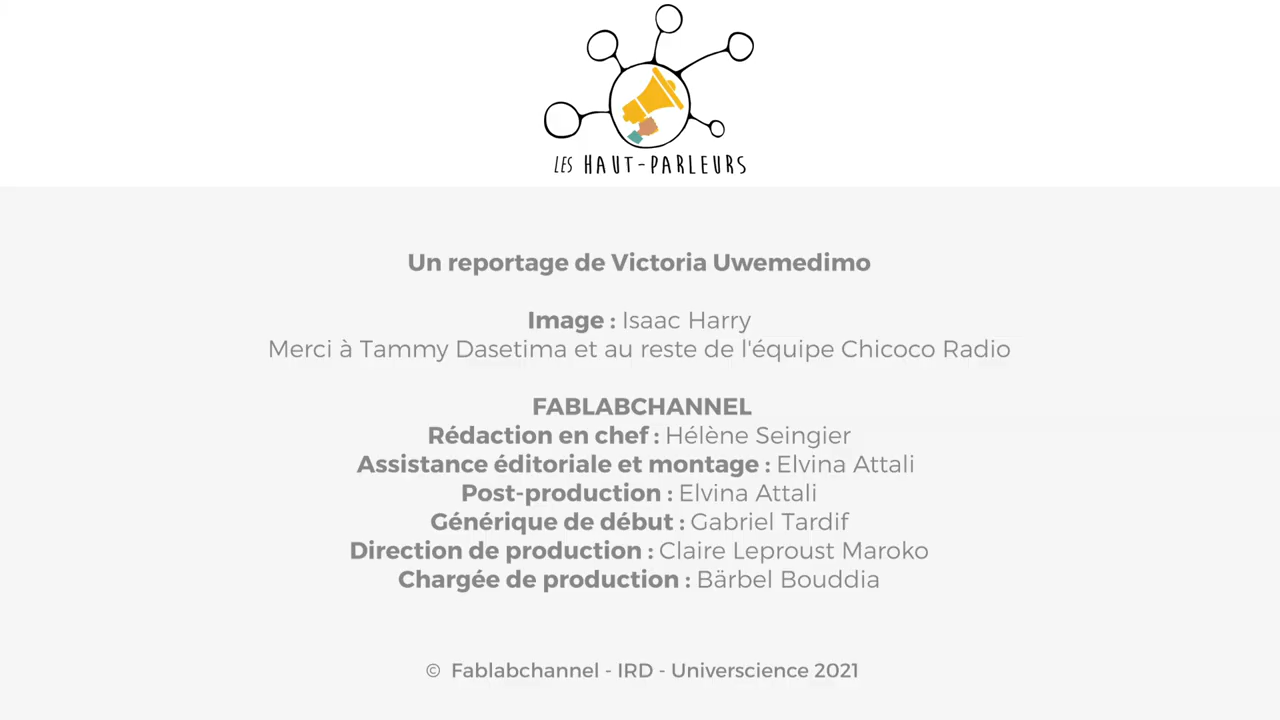 LES HAUT-PARLEURS
Un reportage de Victoria Uwemedimo
Image : Isaac Harry
Merci à Tammy Dasetima et au reste de l'équipe Chicoco Radio
FABLABCHANNEL
Rédaction en chef : Hélène Seingier
Assistance éditoriale et montage : Elvina Attali
Post-production : Elvina Attali
Générique de début : Gabriel Tardif
Direction de production : Claire Leproust Maroko
Chargée de production : Bärbel Bouddia
© Fablabchannel - IRD - Universcience 2021